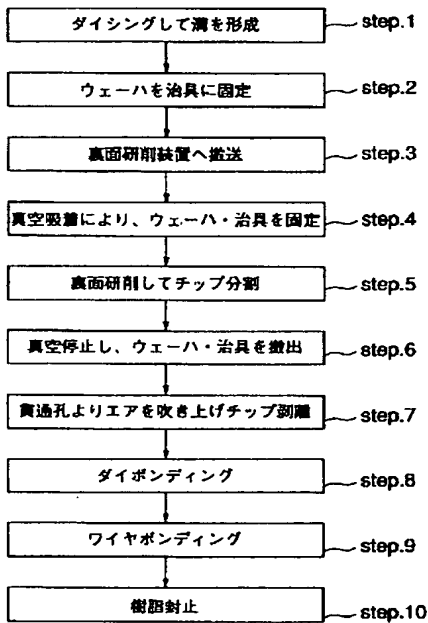 ダイシングして溝を形成 step.1
ウェーハを治具に固定 step.2
裏面研削装置へ搬送 step.3
真空吸着により、ウェーハ・治具を固定 step.4
裏面研削してチップ分割 step.5
真空停止し、ウェーハ・治具を搬出 step.6
貫通孔よりエアを吹き上げチップ剥離 step.7
ダイボンディング step.8
ワイヤボンディング step.9
樹脂封止 step.10